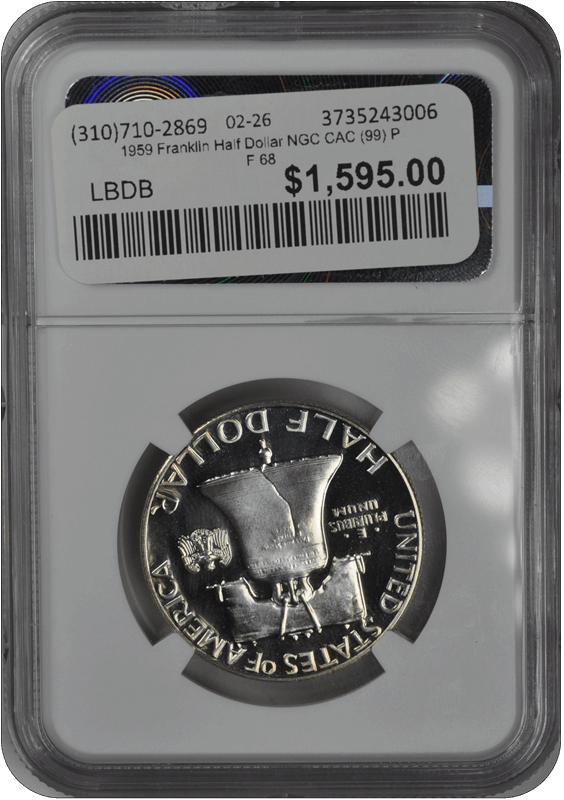 (310)710-2869 02-26 3735243006
1959 Franklin Half Dollar NGC CAC (99) P
F 68
LBDB $1,595.00
UNITED STATES OF AMERICA
E
PLURIBUS
UNUM
HALF DOLLAR